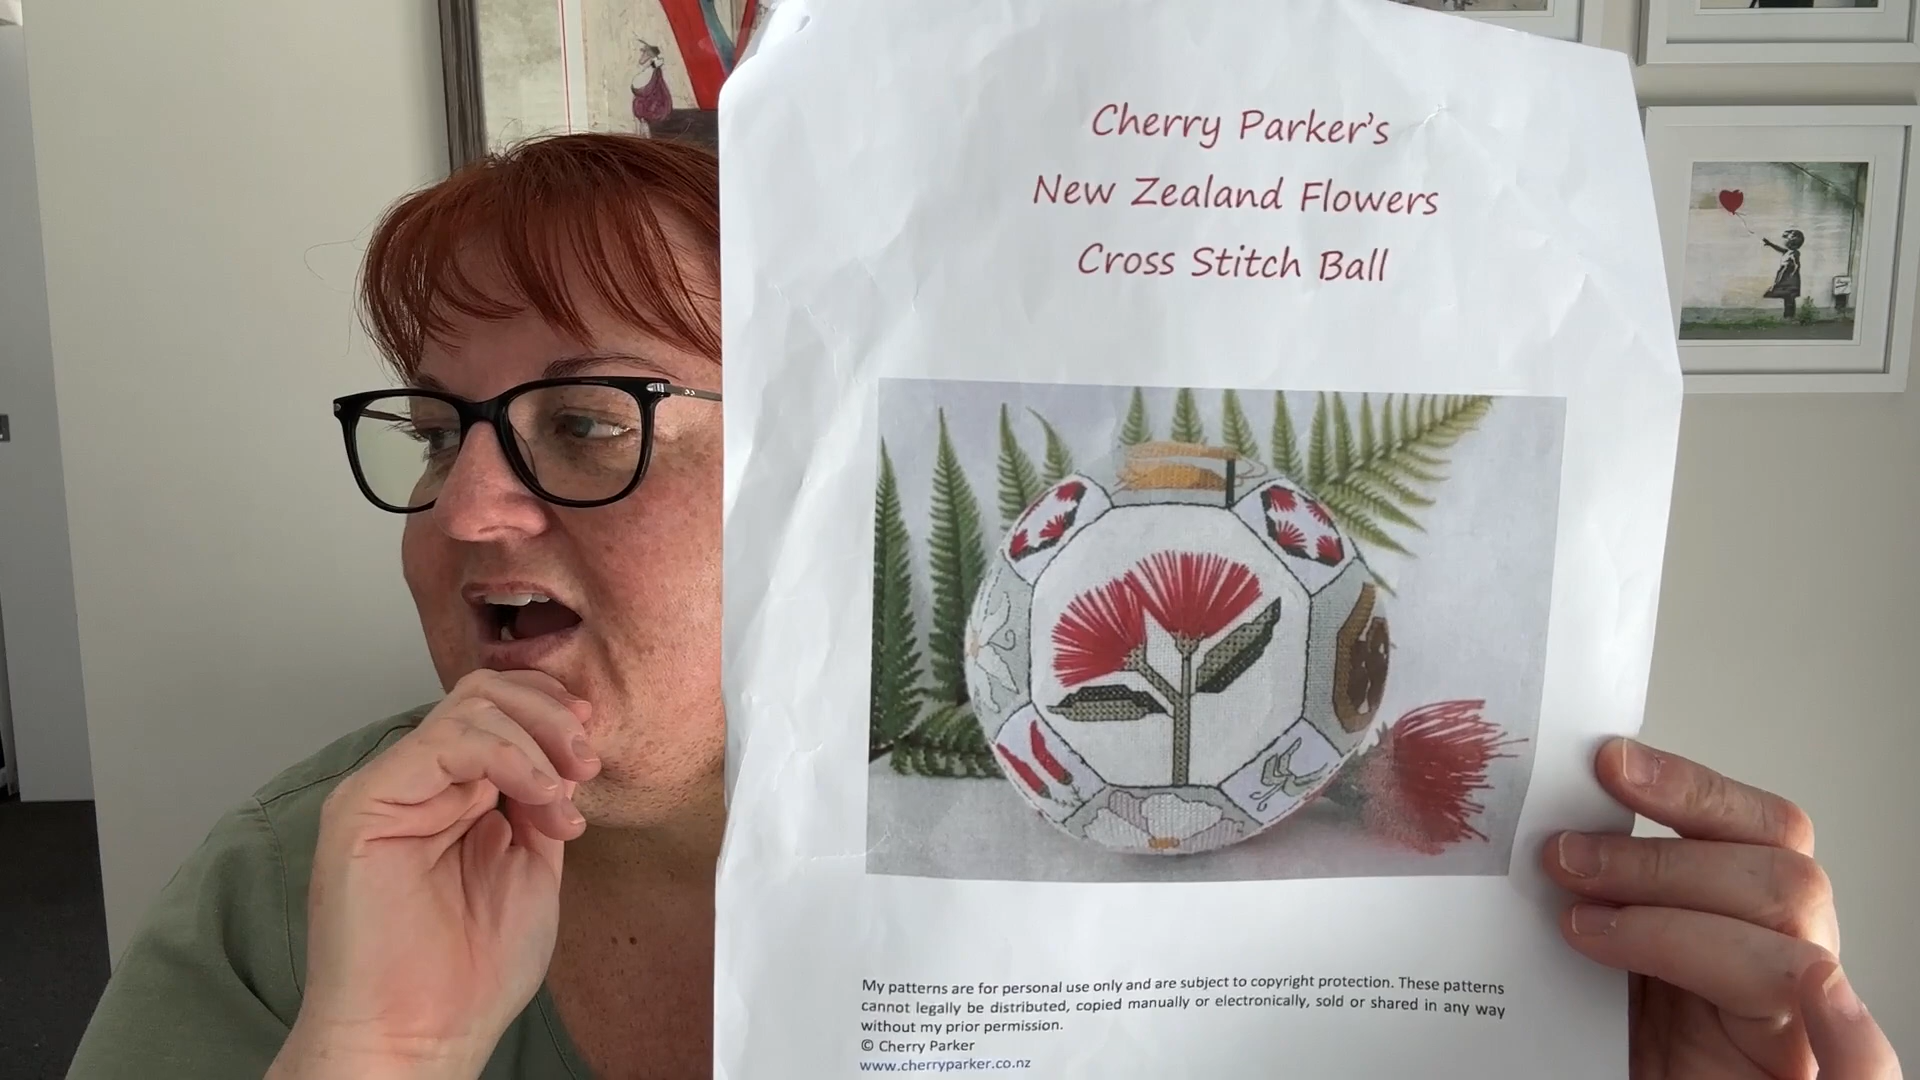 Cherry Parker's
New Zealand Flowers
Cross Stitch Ball
My patterns are for personal use only and are subject to copyright protection. These patterns
cannot legally be distributed, copied manually or electronically, sold or shared in any way
without my prior permission.
© Cherry Parker
www.cherryparker.co.nz